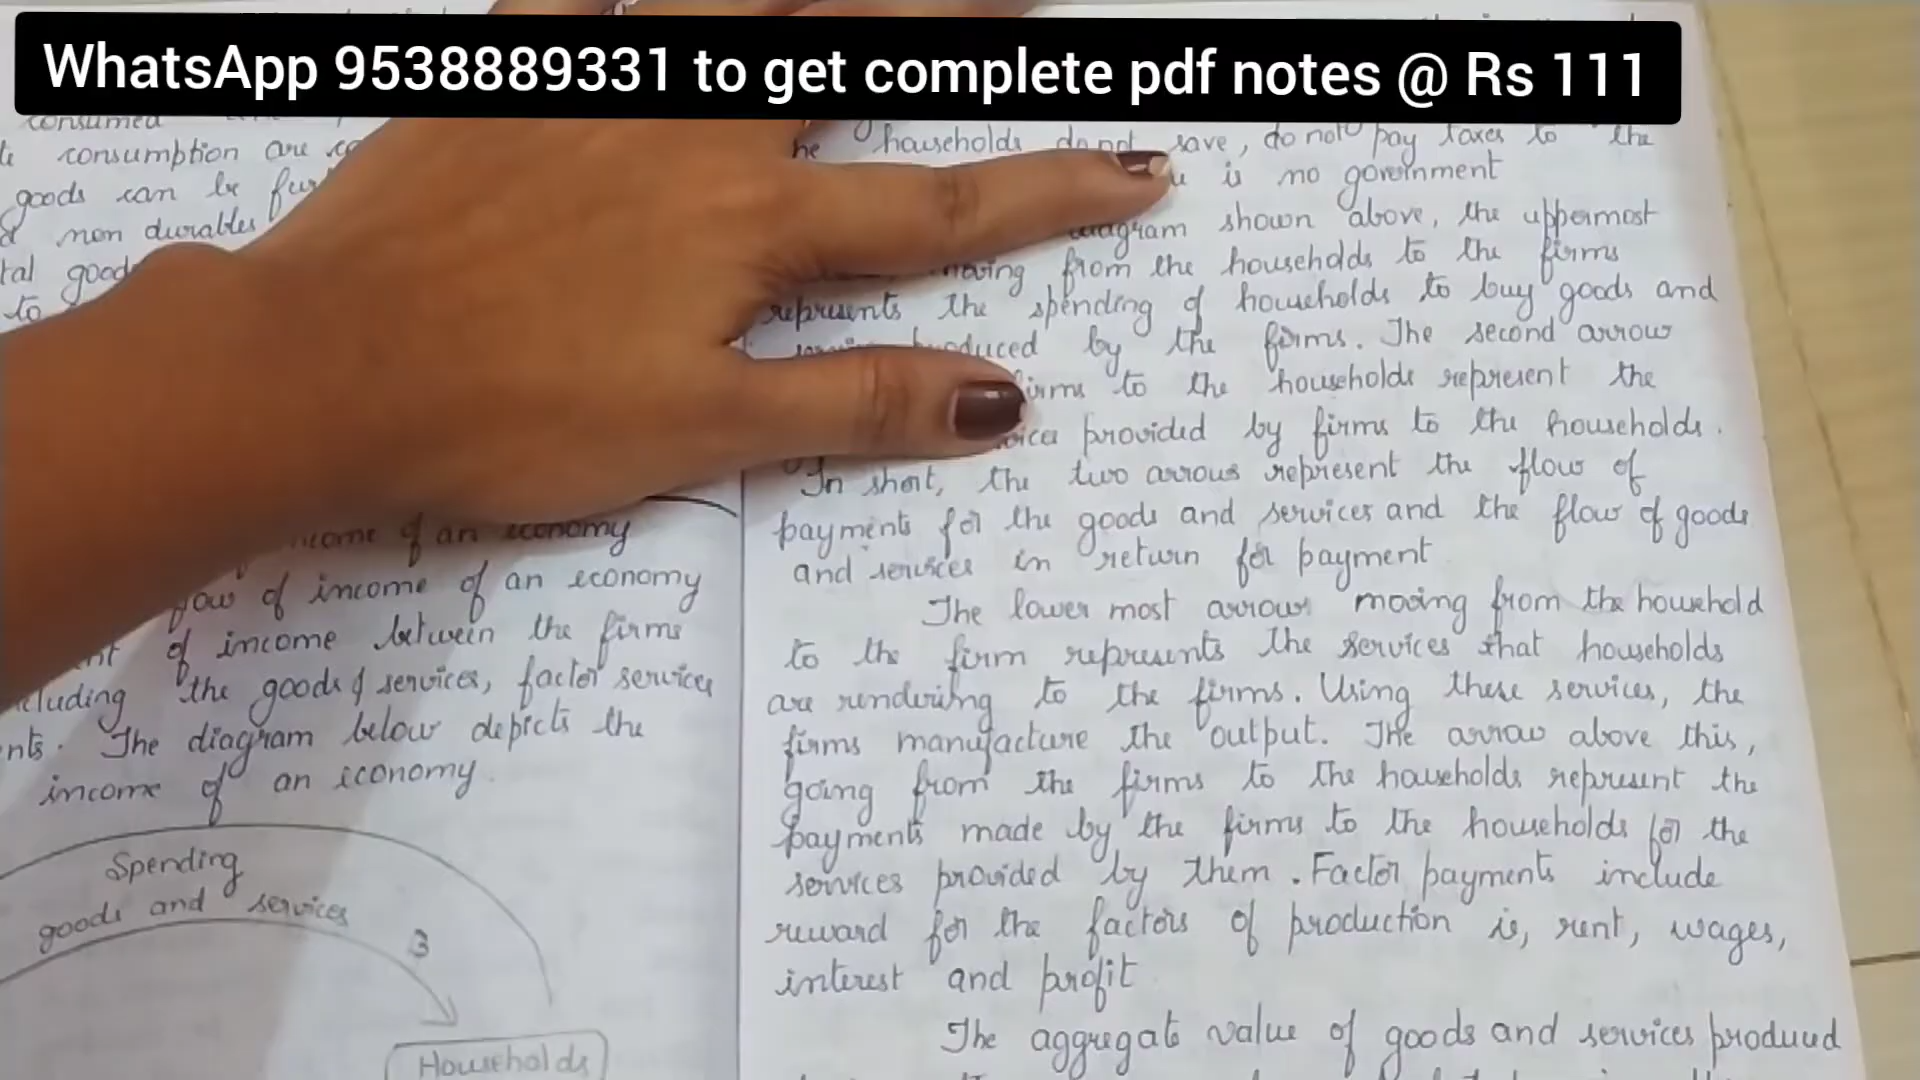 WhatsApp 9538889331 to get complete pdf notes @ Rs 111
consumed
consumption are
goods can be
non durables
goods
to
income of an economy
flow of income of an economy
of income between the firms
the goods & services, factor services
The diagram below depicts the
income of an economy.
Spending
goods and services
3
Households
households do not save, do not pay taxes to the
is no government
diagram shown above, the uppermost
moving from the households to the firms
represents the spending of households to buy goods and
produced by the firms. The second arrow
firms to the households represent the
provided by firms to the households.
In short, the two arrows represent the flow of
payments for the goods and services and the flow of goods
and services in return for payment
The lower most arrow moving from the household
to the firm represents the services that households
are rendering to the firms. Using these services, the
firms manufacture the output. The arrow above this,
going from the firms to the households represent the
payments made by the firms to the households for the
services provided by them. Factor payments include
reward for the factors of production is, rent, wages,
interest and profit
The aggregate value of goods and services produced